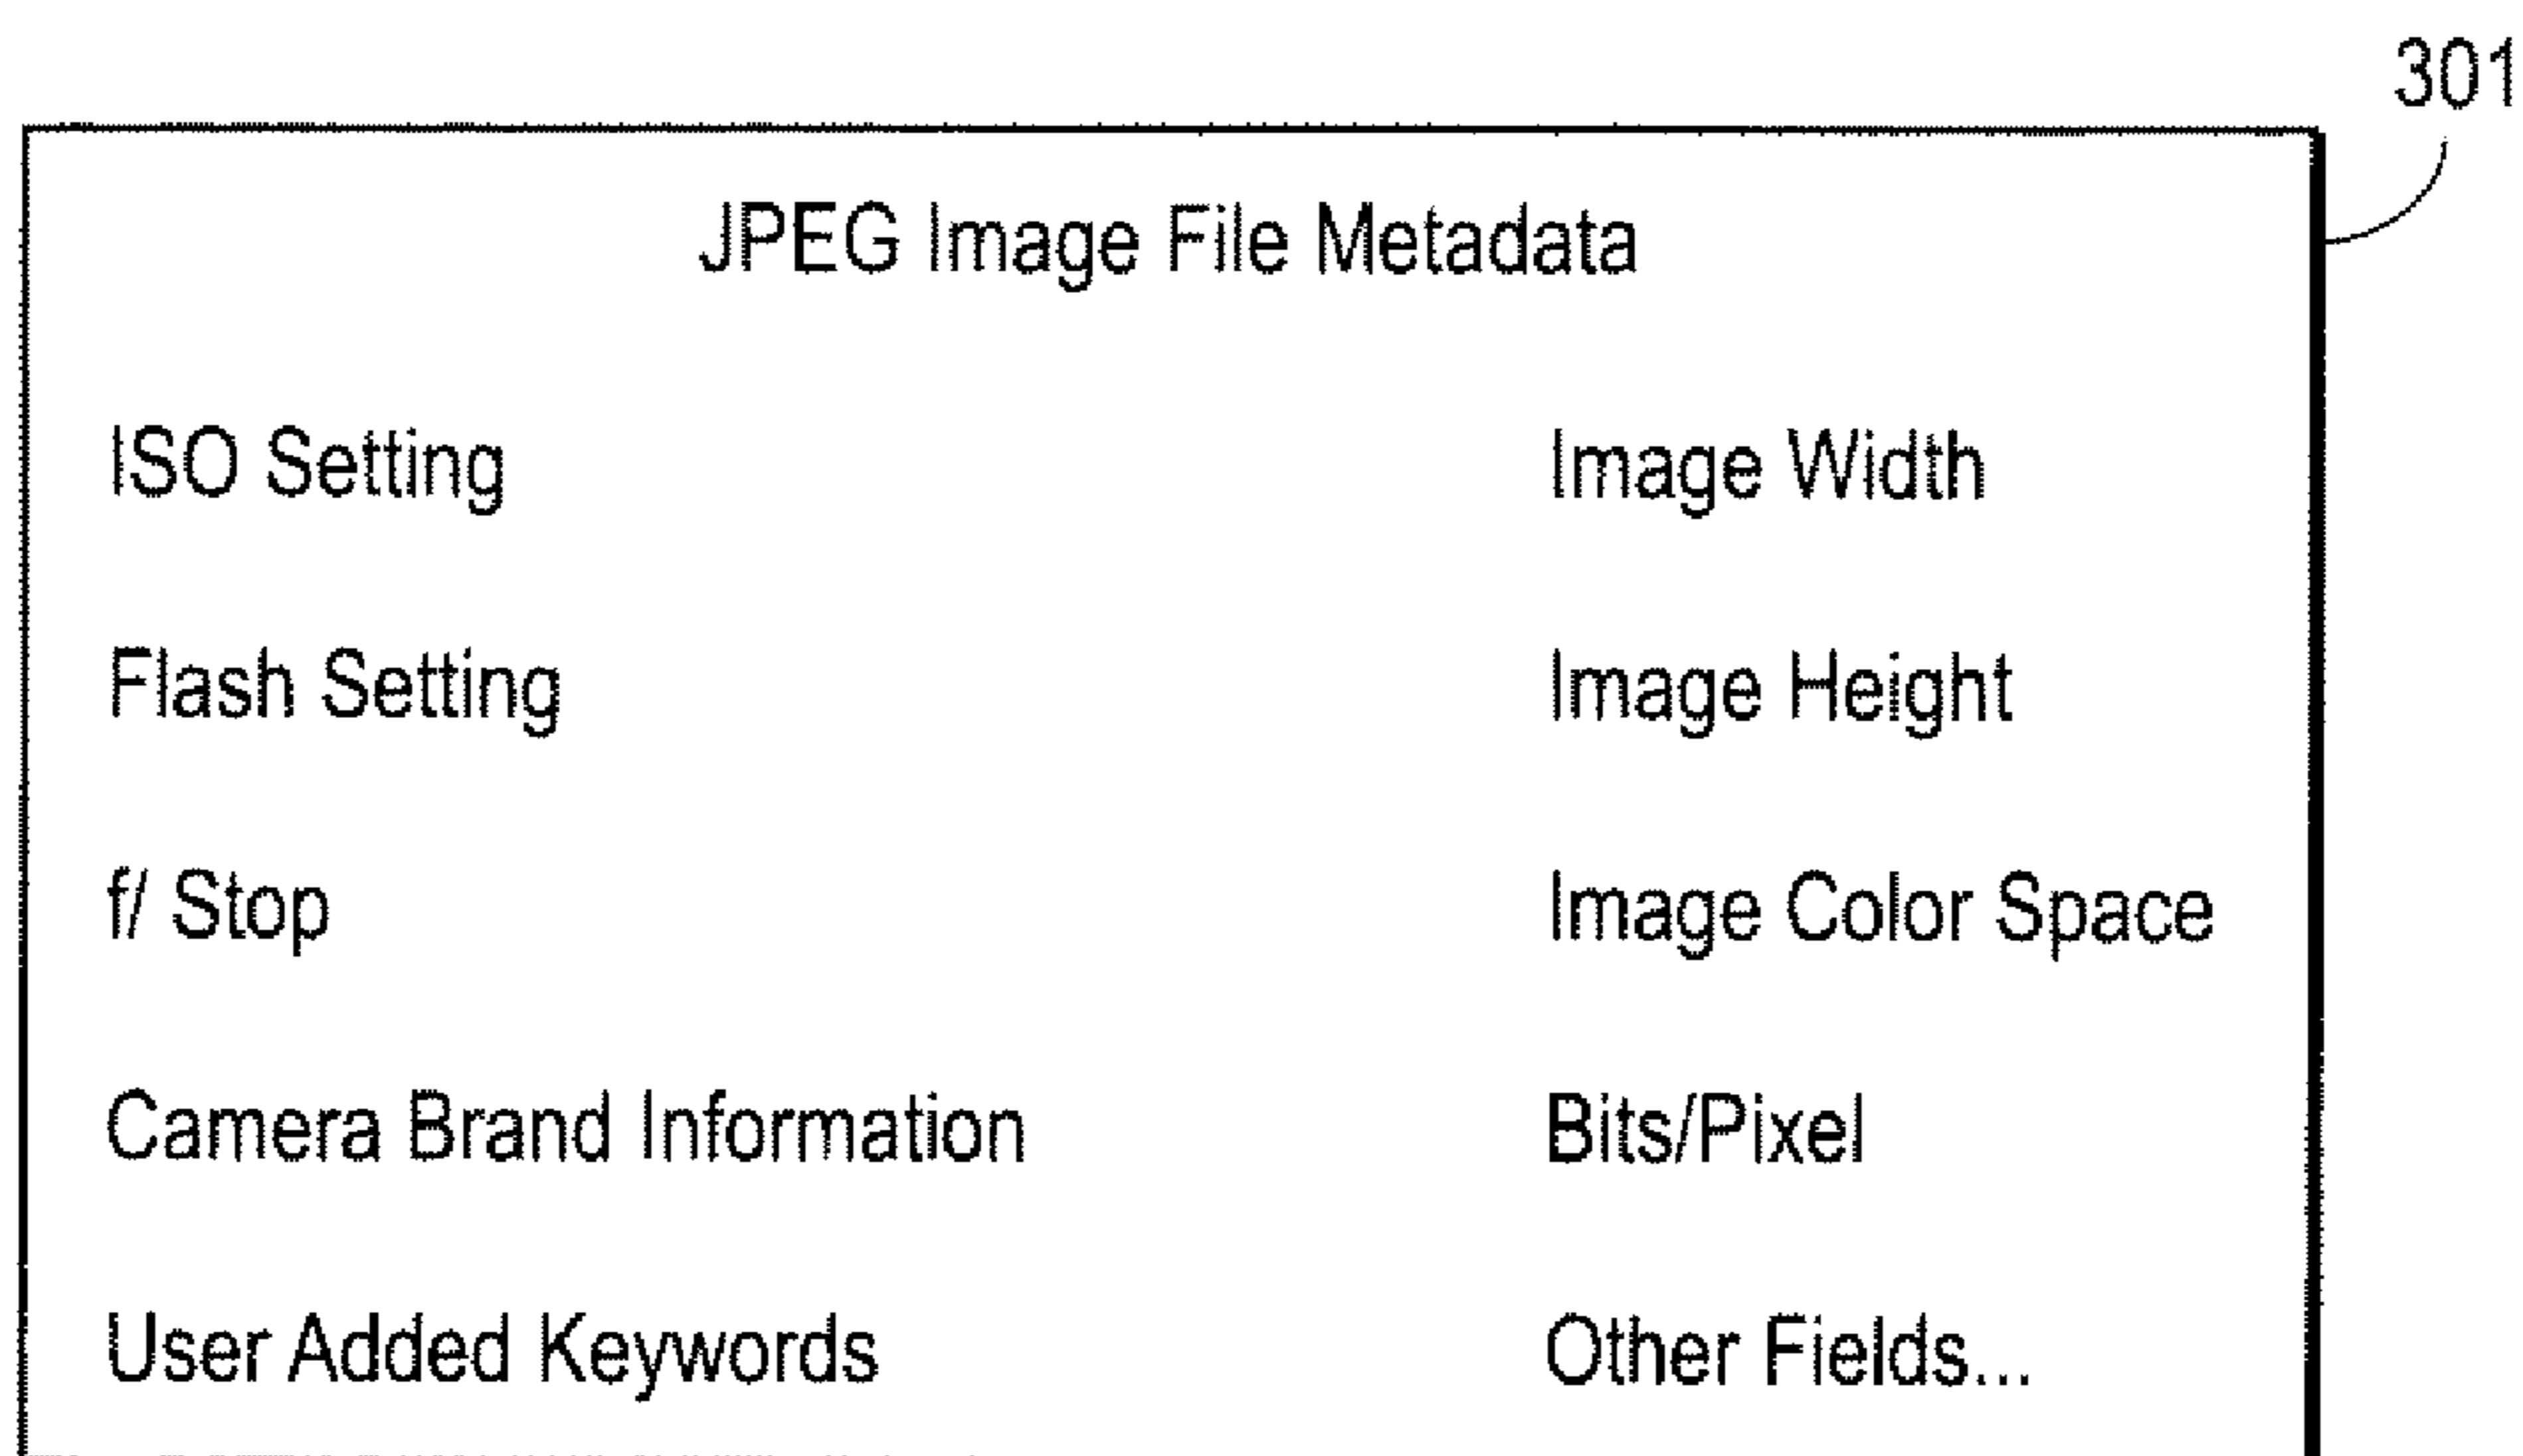 301
JPEG Image File Metadata
ISO Setting
Image Width
Flash Setting
Image Height
f/ Stop
Image Color Space
Camera Brand Information
Bits/Pixel
User Added Keywords
Other Fields...